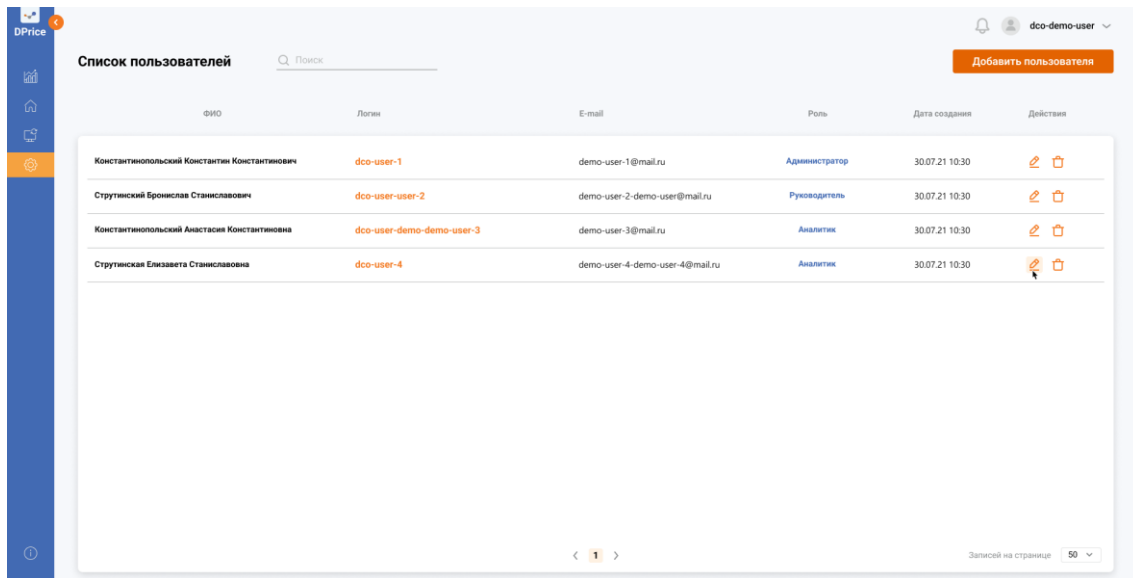 DPrice
dco-demo-user
Список пользователей
Поиск
Добавить пользователя
ФИО Логин E-mail Роль Дата создания Действия
Константинопольский Константин Константинович dco-user-1 demo-user-1@mail.ru Администратор 30.07.21 10:30
Струтинский Бронислав Станиславович dco-user-user-2 demo-user-2-demo-user@mail.ru Руководитель 30.07.21 10:30
Константинопольский Анастасия Константиновна dco-user-demo-demo-user-3 demo-user-3@mail.ru Аналитик 30.07.21 10:30
Струтинская Елизавета Станиславовна dco-user-4 demo-user-4-demo-user-4@mail.ru Аналитик 30.07.21 10:30
1
Записей на странице 50